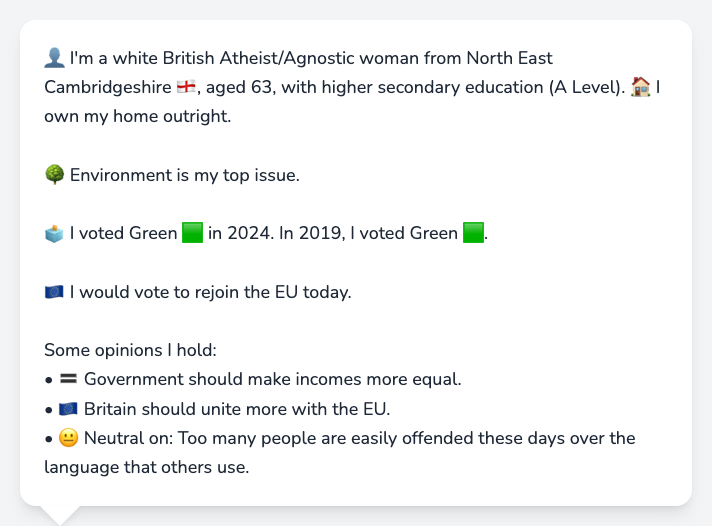 👤 I'm a white British Atheist/Agnostic woman from North East
Cambridgeshire 🏴󠁧󠁢󠁥󠁮󠁧󠁿, aged 63, with higher secondary education (A Level). 🏠 I
own my home outright.
🌳 Environment is my top issue.
🗳️ I voted Green 🟩 in 2024. In 2019, I voted Green 🟩.
🇪🇺 I would vote to rejoin the EU today.
Some opinions I hold:
• 🟰 Government should make incomes more equal.
• 🇪🇺 Britain should unite more with the EU.
• 😐 Neutral on: Too many people are easily offended these days over the
language that others use.